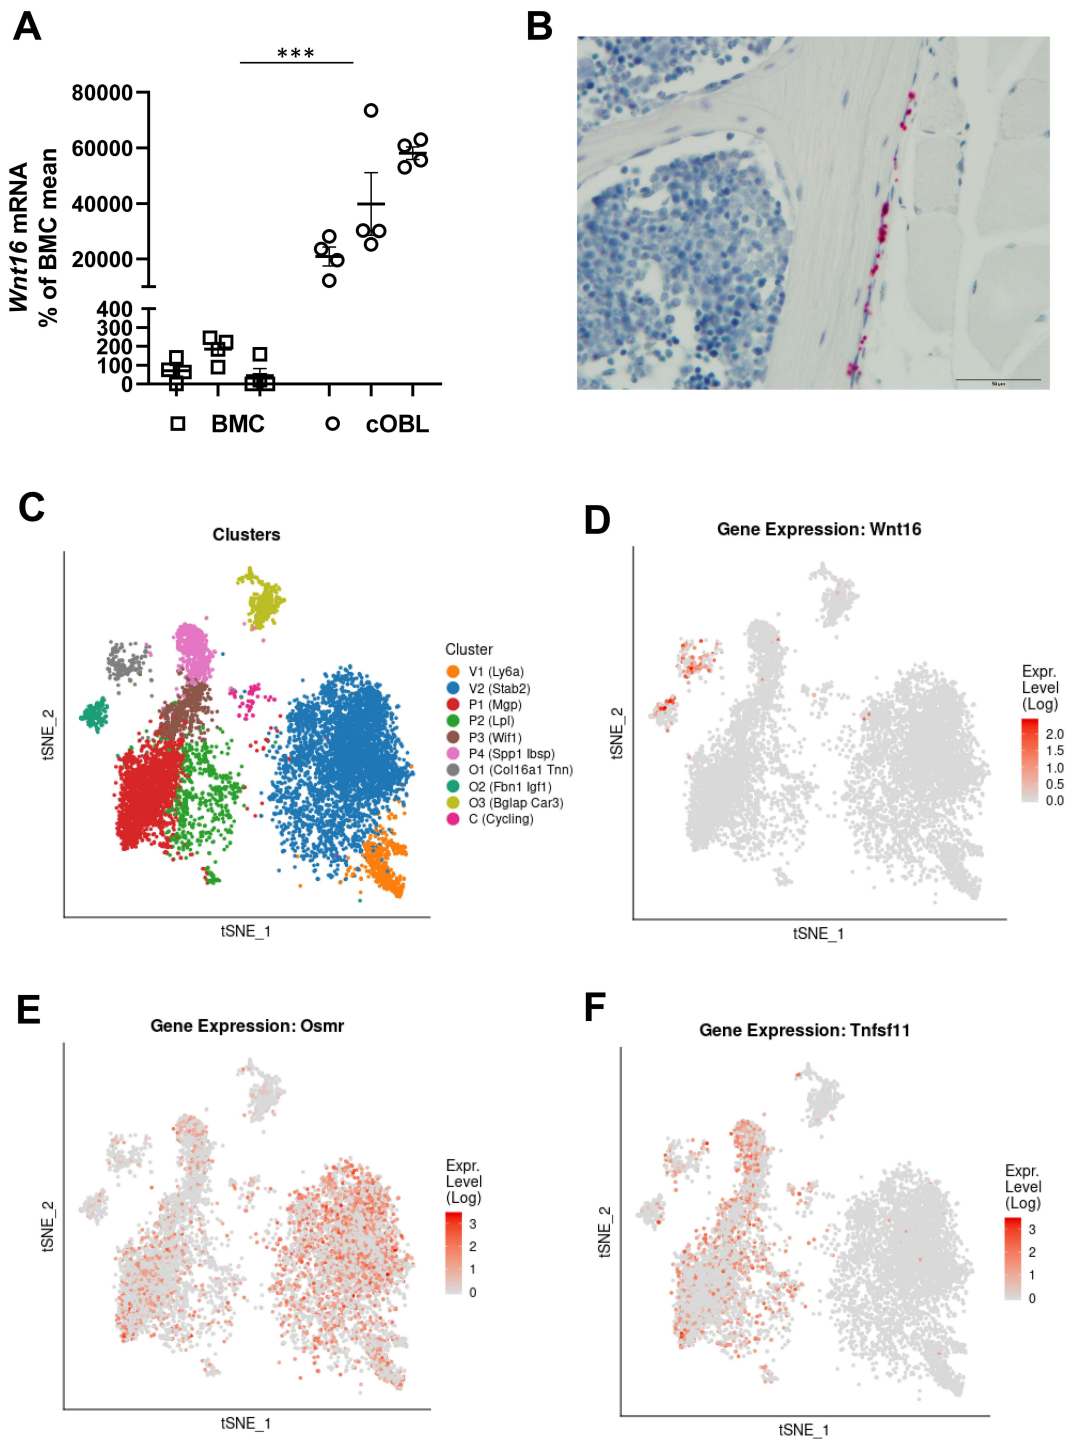 A
***
Wnt16 mRNA
% of BMC mean
80000
60000
40000
20000
400
300
200
100
0
BMC
cOBL
B
50 µm
C
Clusters
tSNE_2
tSNE_1
Cluster
V1 (Ly6a)
V2 (Stab2)
P1 (Mgp)
P2 (Lpl)
P3 (Wif1)
P4 (Spp1 Ibsp)
O1 (Col16a1 Tnn)
O2 (Fbn1 Igf1)
O3 (Bglap Car3)
C (Cycling)
D
Gene Expression: Wnt16
tSNE_2
tSNE_1
Expr.
Level
(Log)
2.0
1.5
1.0
0.5
0.0
E
Gene Expression: Osmr
tSNE_2
tSNE_1
Expr.
Level
(Log)
3
2
1
0
F
Gene Expression: Tnfsf11
tSNE_2
tSNE_1
Expr.
Level
(Log)
3
2
1
0